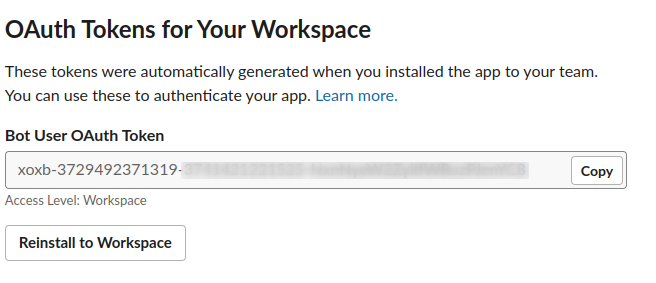 OAuth Tokens for Your Workspace
These tokens were automatically generated when you installed the app to your team.
You can use these to authenticate your app. Learn more.
Bot User OAuth Token
xoxb-3729492371319-
Copy
Access Level: Workspace
Reinstall to Workspace